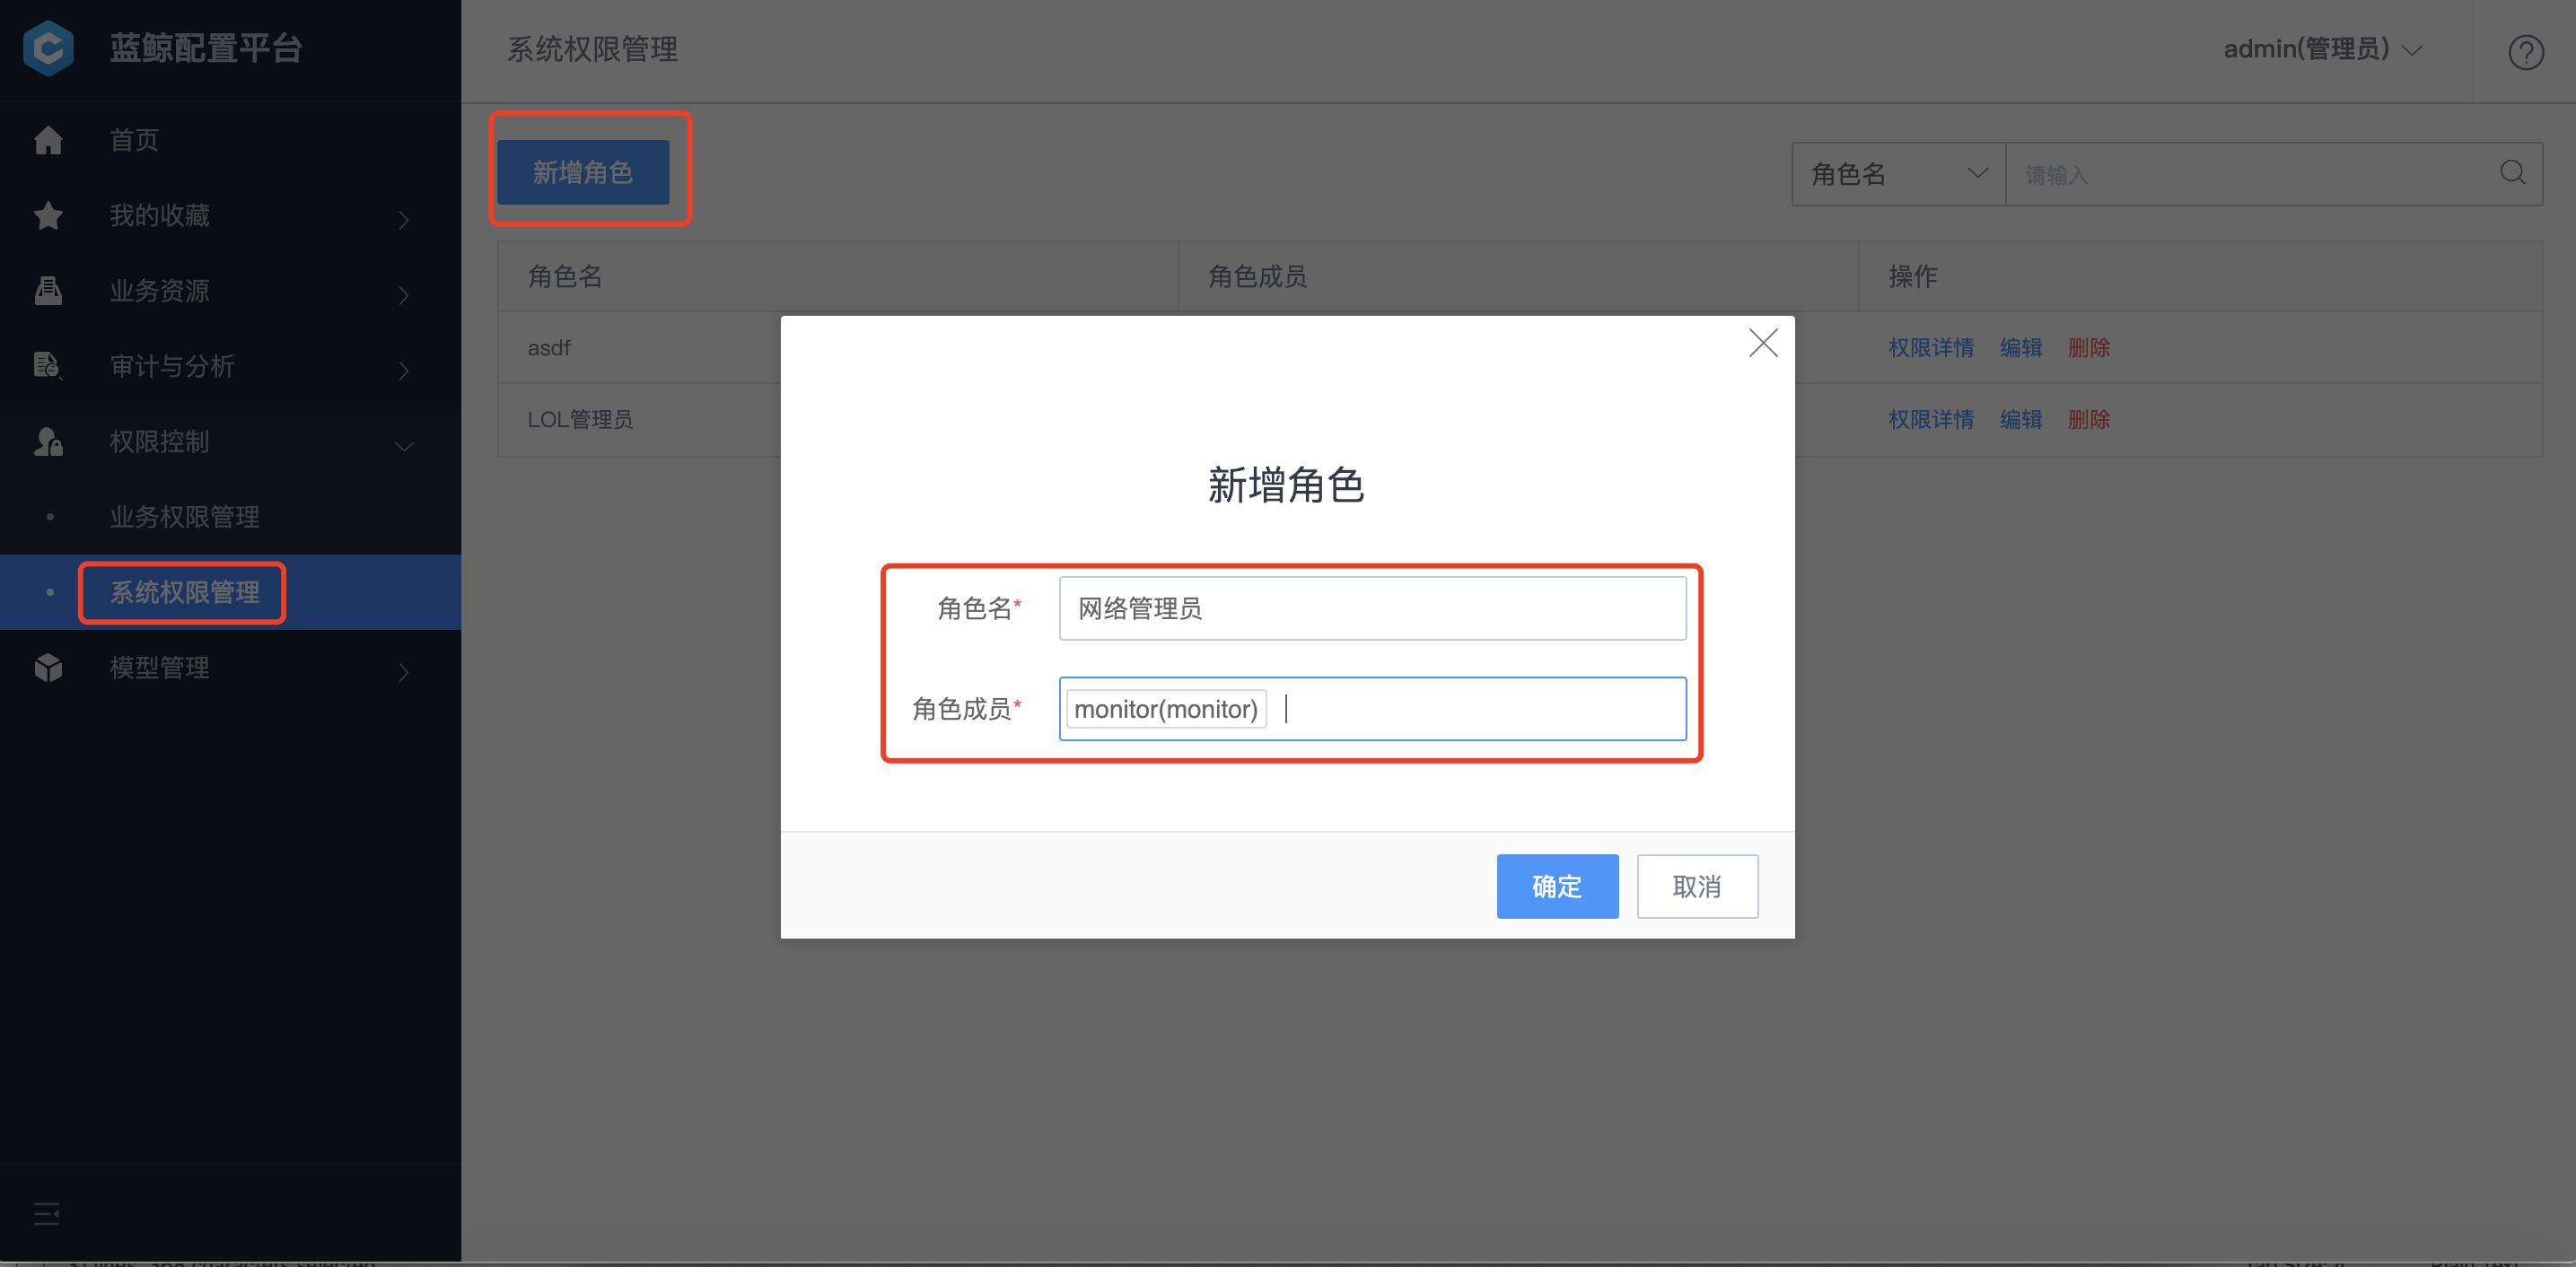 蓝鲸配置平台
系统权限管理
admin(管理员)
首页
我的收藏
业务资源
审计与分析
权限控制
业务权限管理
系统权限管理
模型管理
新增角色
角色名
请输入
角色名 角色成员 操作
asdf 权限详情 编辑 删除
LOL管理员 权限详情 编辑 删除
新增角色
角色名* 网络管理员
角色成员* monitor(monitor)
确定 取消